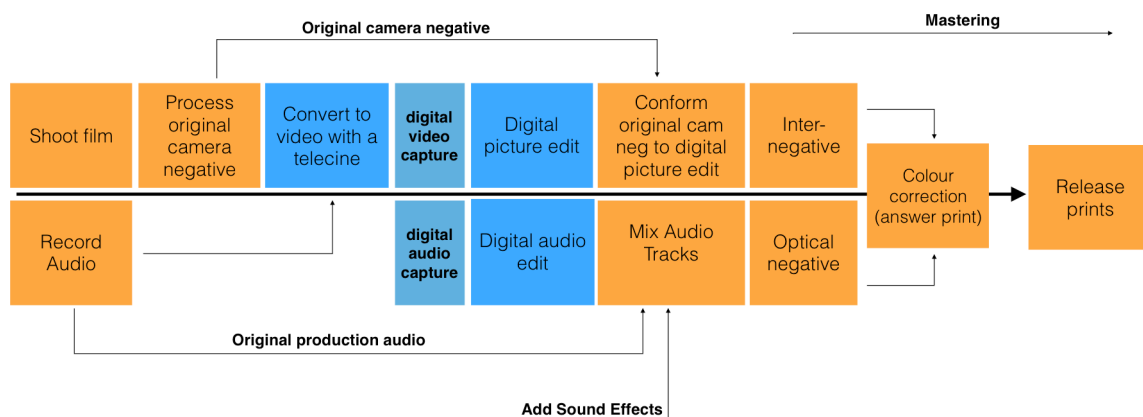 Mastering
Original camera negative
Shoot film
Process
original
camera
negative
Convert to
video with a
telecine
digital
video
capture
Digital
picture edit
Conform
original cam
neg to digital
picture edit
Inter-
negative
Colour
correction
(answer print)
Release
prints
Record
Audio
digital
audio
capture
Digital audio
edit
Mix Audio
Tracks
Optical
negative
Original production audio
Add Sound Effects